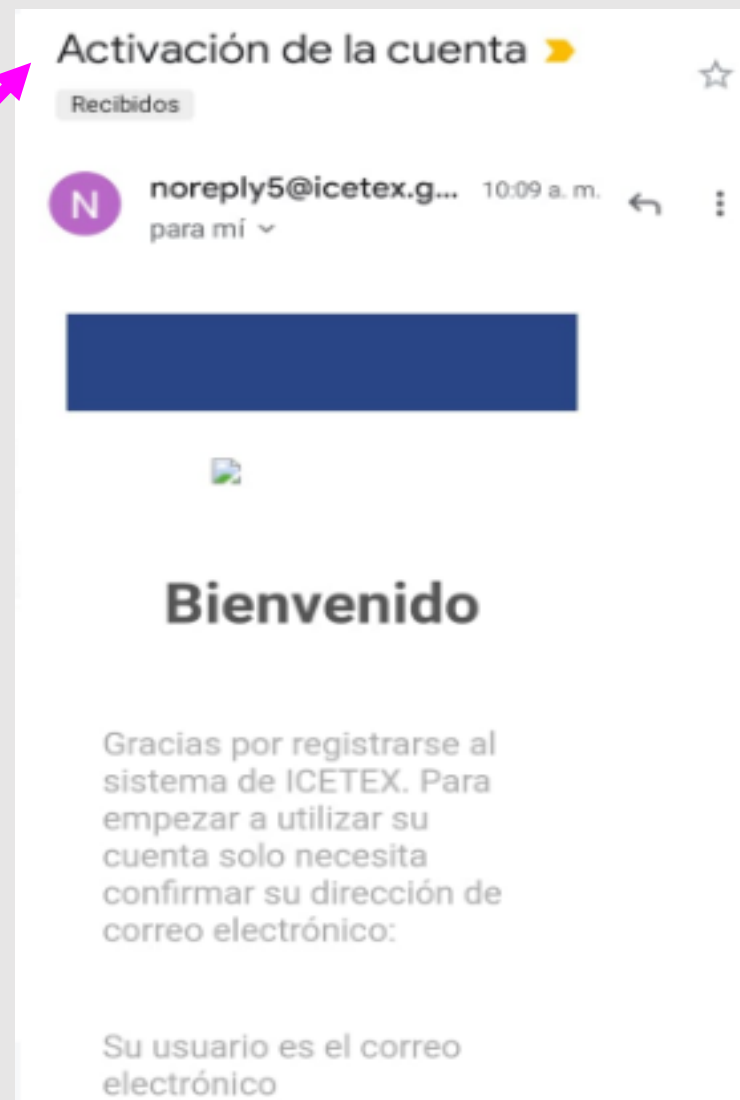 Activación de la cuenta
Recibidos
N
noreply5@icetex.g... 10:09 a. m.
para mí
Bienvenido
Gracias por registrarse al
sistema de ICETEX. Para
empezar a utilizar su
cuenta solo necesita
confirmar su dirección de
correo electrónico:
Su usuario es el correo
electrónico